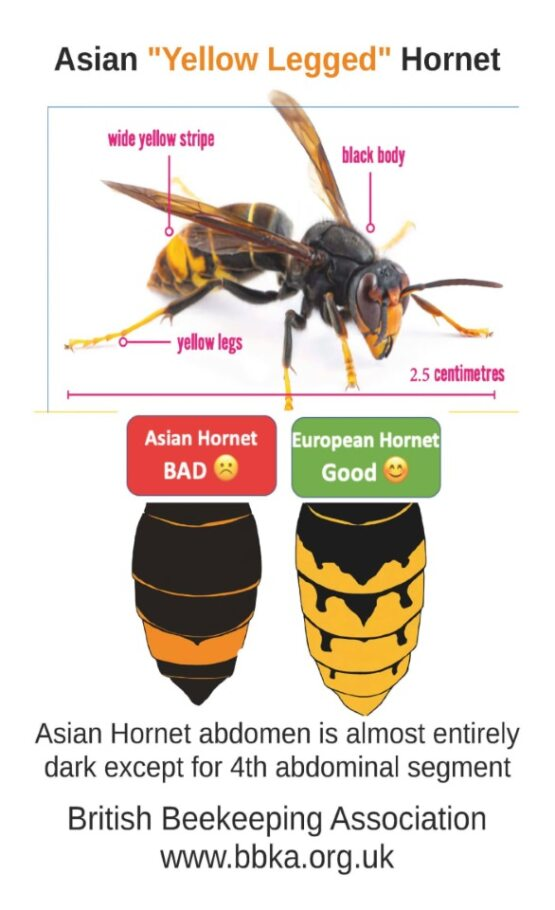 Asian "Yellow Legged" Hornet
wide yellow stripe
black body
yellow legs
2.5 centimetres
Asian Hornet
BAD ☹️
European Hornet
Good 😊
Asian Hornet abdomen is almost entirely
dark except for 4th abdominal segment
British Beekeeping Association
www.bbka.org.uk